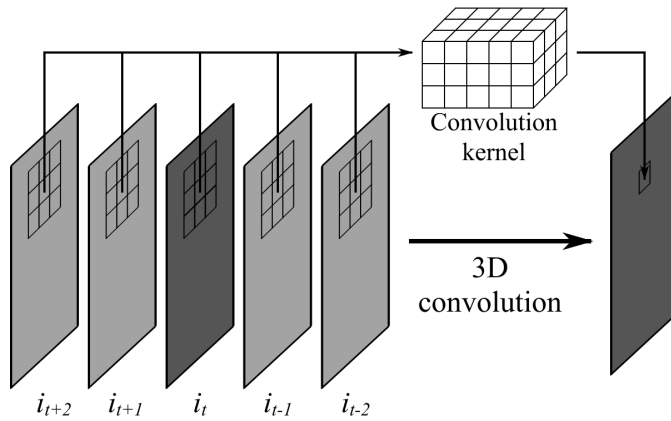 Convolution
kernel
3D
convolution
i_{t+2} i_{t+1} i_t i_{t-1} i_{t-2}